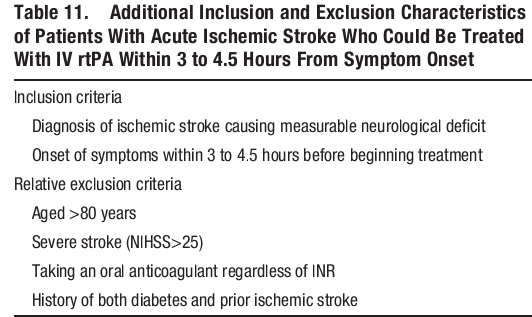 Table 11. Additional Inclusion and Exclusion Characteristics
of Patients With Acute Ischemic Stroke Who Could Be Treated
With IV rtPA Within 3 to 4.5 Hours From Symptom Onset
Inclusion criteria
Diagnosis of ischemic stroke causing measurable neurological deficit
Onset of symptoms within 3 to 4.5 hours before beginning treatment
Relative exclusion criteria
Aged >80 years
Severe stroke (NIHSS>25)
Taking an oral anticoagulant regardless of INR
History of both diabetes and prior ischemic stroke